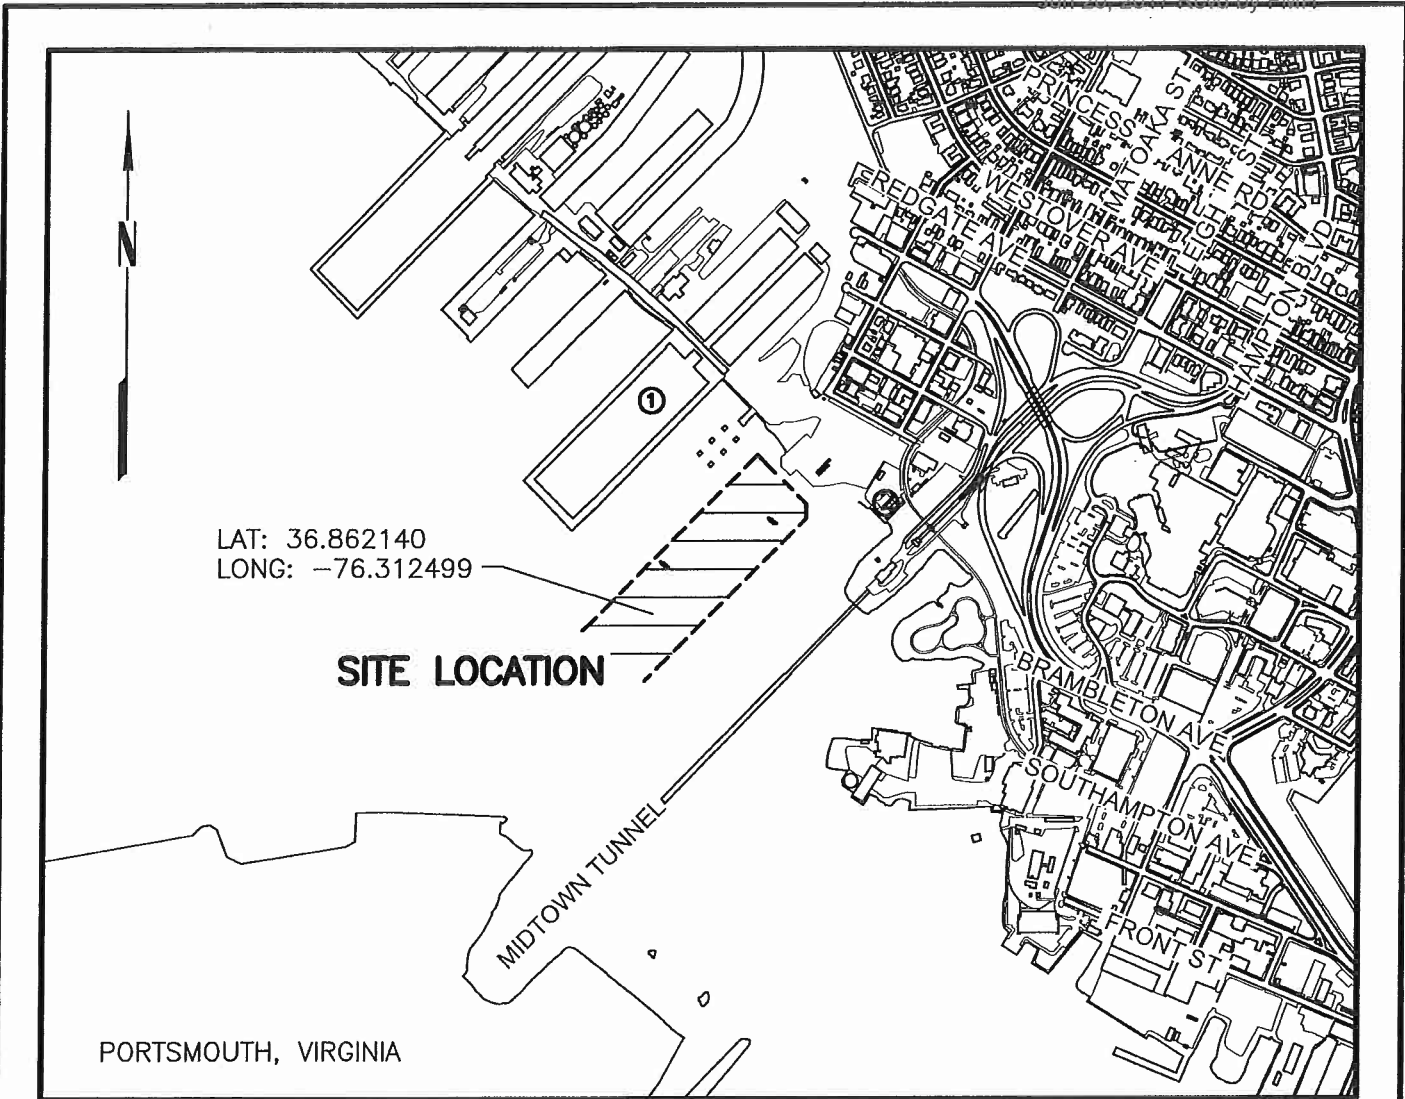 PRINCESS ANNE RD
MATOAKA ST
WESTOVER AVE
REDGATE AVE
HAMPTON BLVD
N
1
LAT: 36.862140
LONG: -76.312499
SITE LOCATION
BRAMBLETON AVE
SOUTHAMPTON AVE
MIDTOWN TUNNEL
FRONT ST
PORTSMOUTH, VIRGINIA